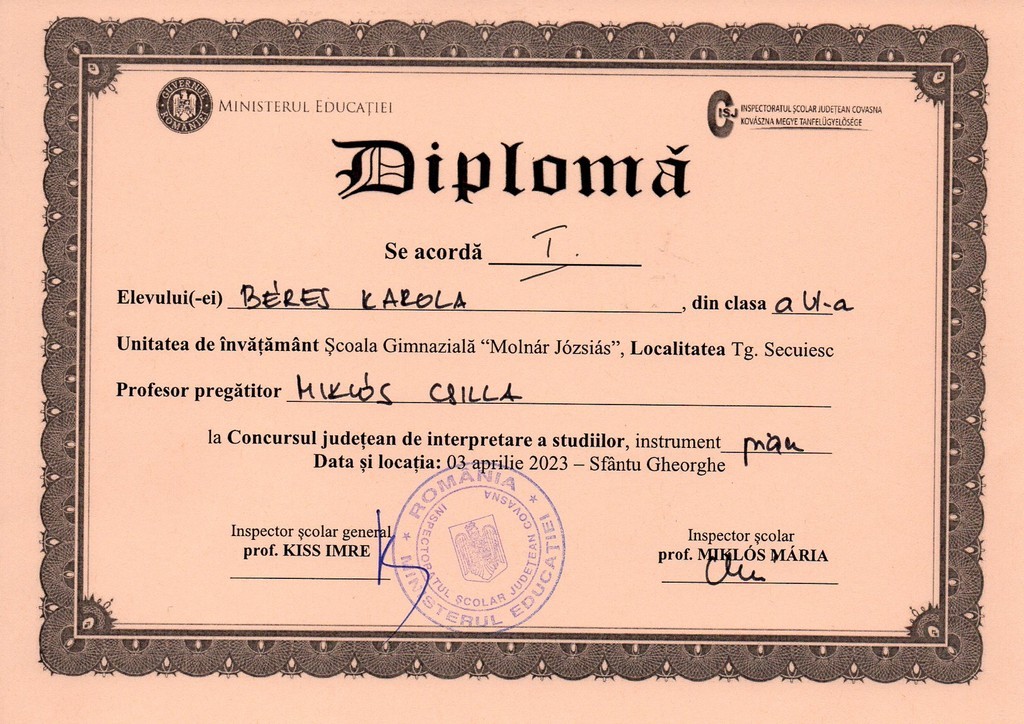 GUVERNUL ROMÂNIEI
MINISTERUL EDUCAȚIEI
CISJ
INSPECTORATUL ȘCOLAR JUDEȚEAN COVASNA
KOVÁSZNA MEGYE TANFELÜGYELŐSÉGE
Diplomă
Se acordă I.
Elevului(-ei) BÉRES KAROLA, din clasa a VI-a
Unitatea de învățământ Școala Gimnazială “Molnár Józsiás”, Localitatea Tg. Secuiesc
Profesor pregătitor MIKLÓS CSILLA
la Concursul județean de interpretare a studiilor, instrument pian
Data și locația: 03 aprilie 2023 – Sfântu Gheorghe
Inspector școlar general
prof. KISS IMRE
ROMÂNIA * MINISTERUL EDUCAȚIEI *
INSPECTORATUL ȘCOLAR JUDEȚEAN COVASNA
Inspector școlar
prof. MIKLÓS MÁRIA